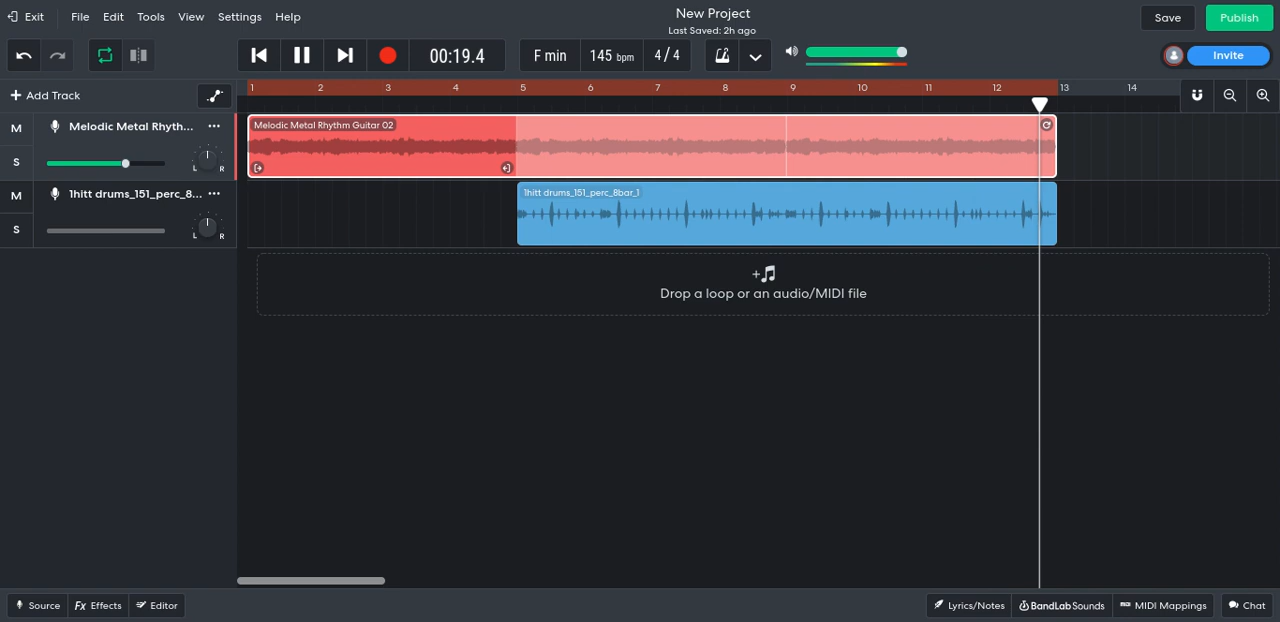 Exit File Edit Tools View Settings Help
New Project
Last Saved: 2h ago
Save Publish
00:19.4 F min 145 bpm 4 / 4
Invite
Add Track
1 2 3 4 5 6 7 8 9 10 11 12 13 14
M Melodic Metal Rhyth...
S L R
Melodic Metal Rhythm Guitar 02
M 1hitt drums_151_perc_8...
S L R
1hitt drums_151_perc_8bar_1
Drop a loop or an audio/MIDI file
Source Fx Effects Editor
Lyrics/Notes BandLab Sounds MIDI Mappings Chat